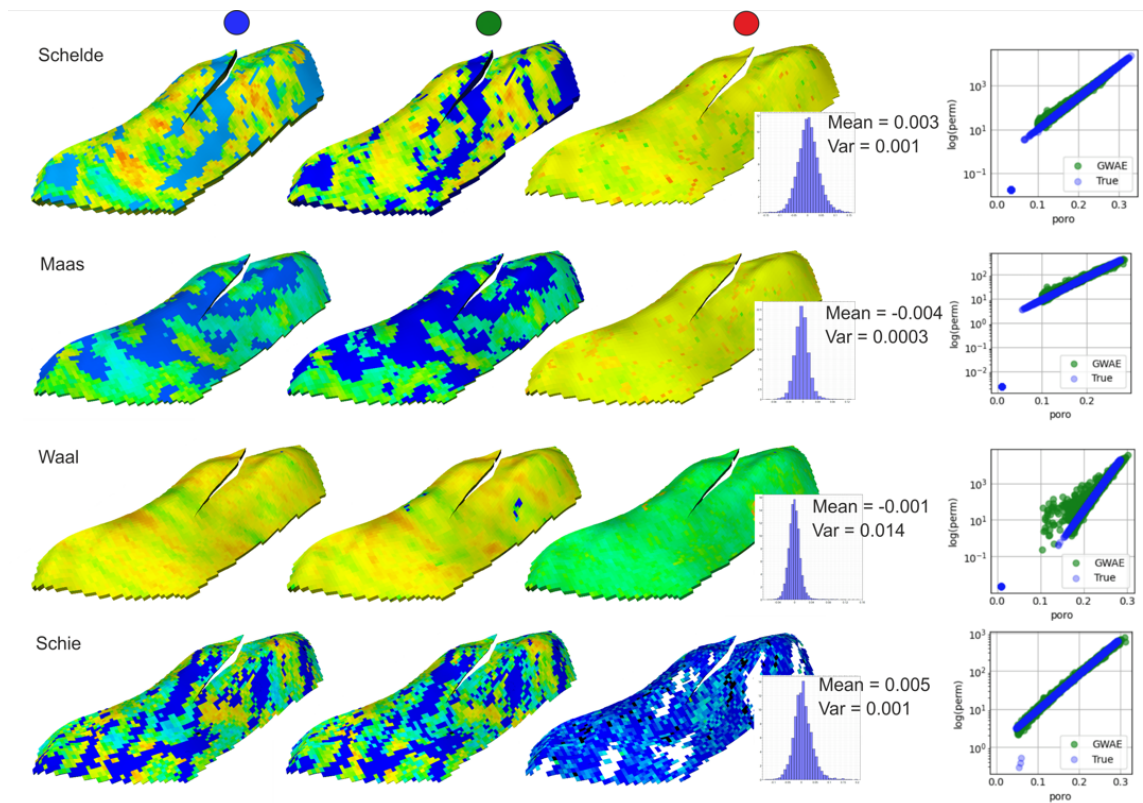 Schelde
Mean = 0.003
Var = 0.001
log(perm)
10³
10¹
10⁻¹
GWAE
True
0.0 0.1 0.2 0.3
poro
Maas
Mean = -0.004
Var = 0.0003
log(perm)
10²
10¹
10⁰
10⁻¹
10⁻²
GWAE
True
0.0 0.1 0.2
poro
Waal
Mean = -0.001
Var = 0.014
log(perm)
10³
10¹
10⁻¹
GWAE
True
0.0 0.1 0.2 0.3
poro
Schie
Mean = 0.005
Var = 0.001
log(perm)
10³
10²
10¹
10⁰
GWAE
True
0.0 0.1 0.2 0.3
poro